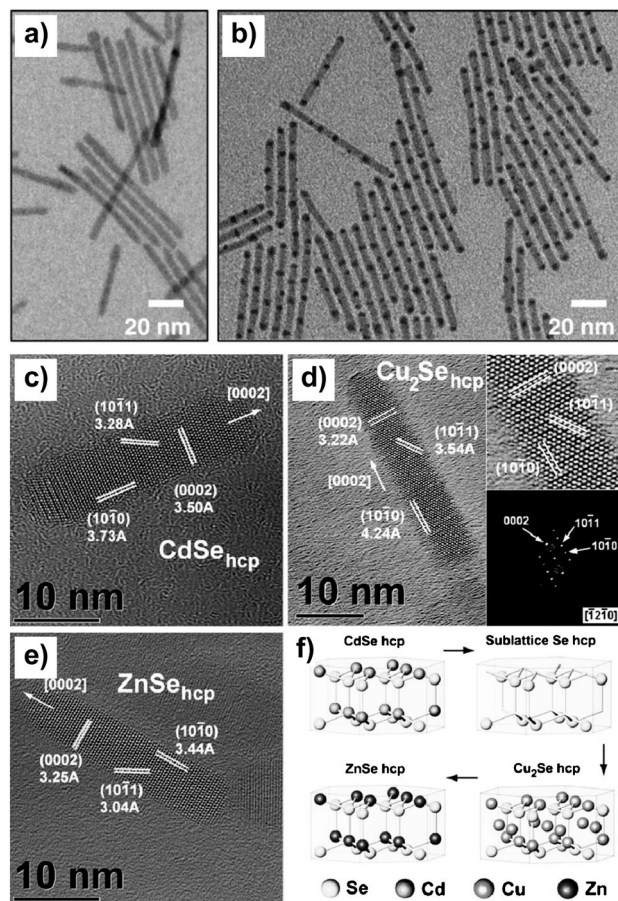 a)
20 nm
b)
20 nm
c)
[0002]
(101̄1)
3.28A
(0002)
3.50A
(101̄0)
3.73A
CdSehcp
10 nm
d)
Cu2Sehcp
(0002)
3.22A
(101̄1)
3.54A
[0002]
(101̄0)
4.24A
10 nm
(0002)
(101̄1)
(101̄0)
0002
101̄1
101̄0
[1̄21̄0]
e)
ZnSehcp
[0002]
(101̄0)
3.44A
(0002)
3.25A
(101̄1)
3.04A
10 nm
f)
CdSe hcp
Sublattice Se hcp
ZnSe hcp
Cu2Se hcp
Se Cd Cu Zn